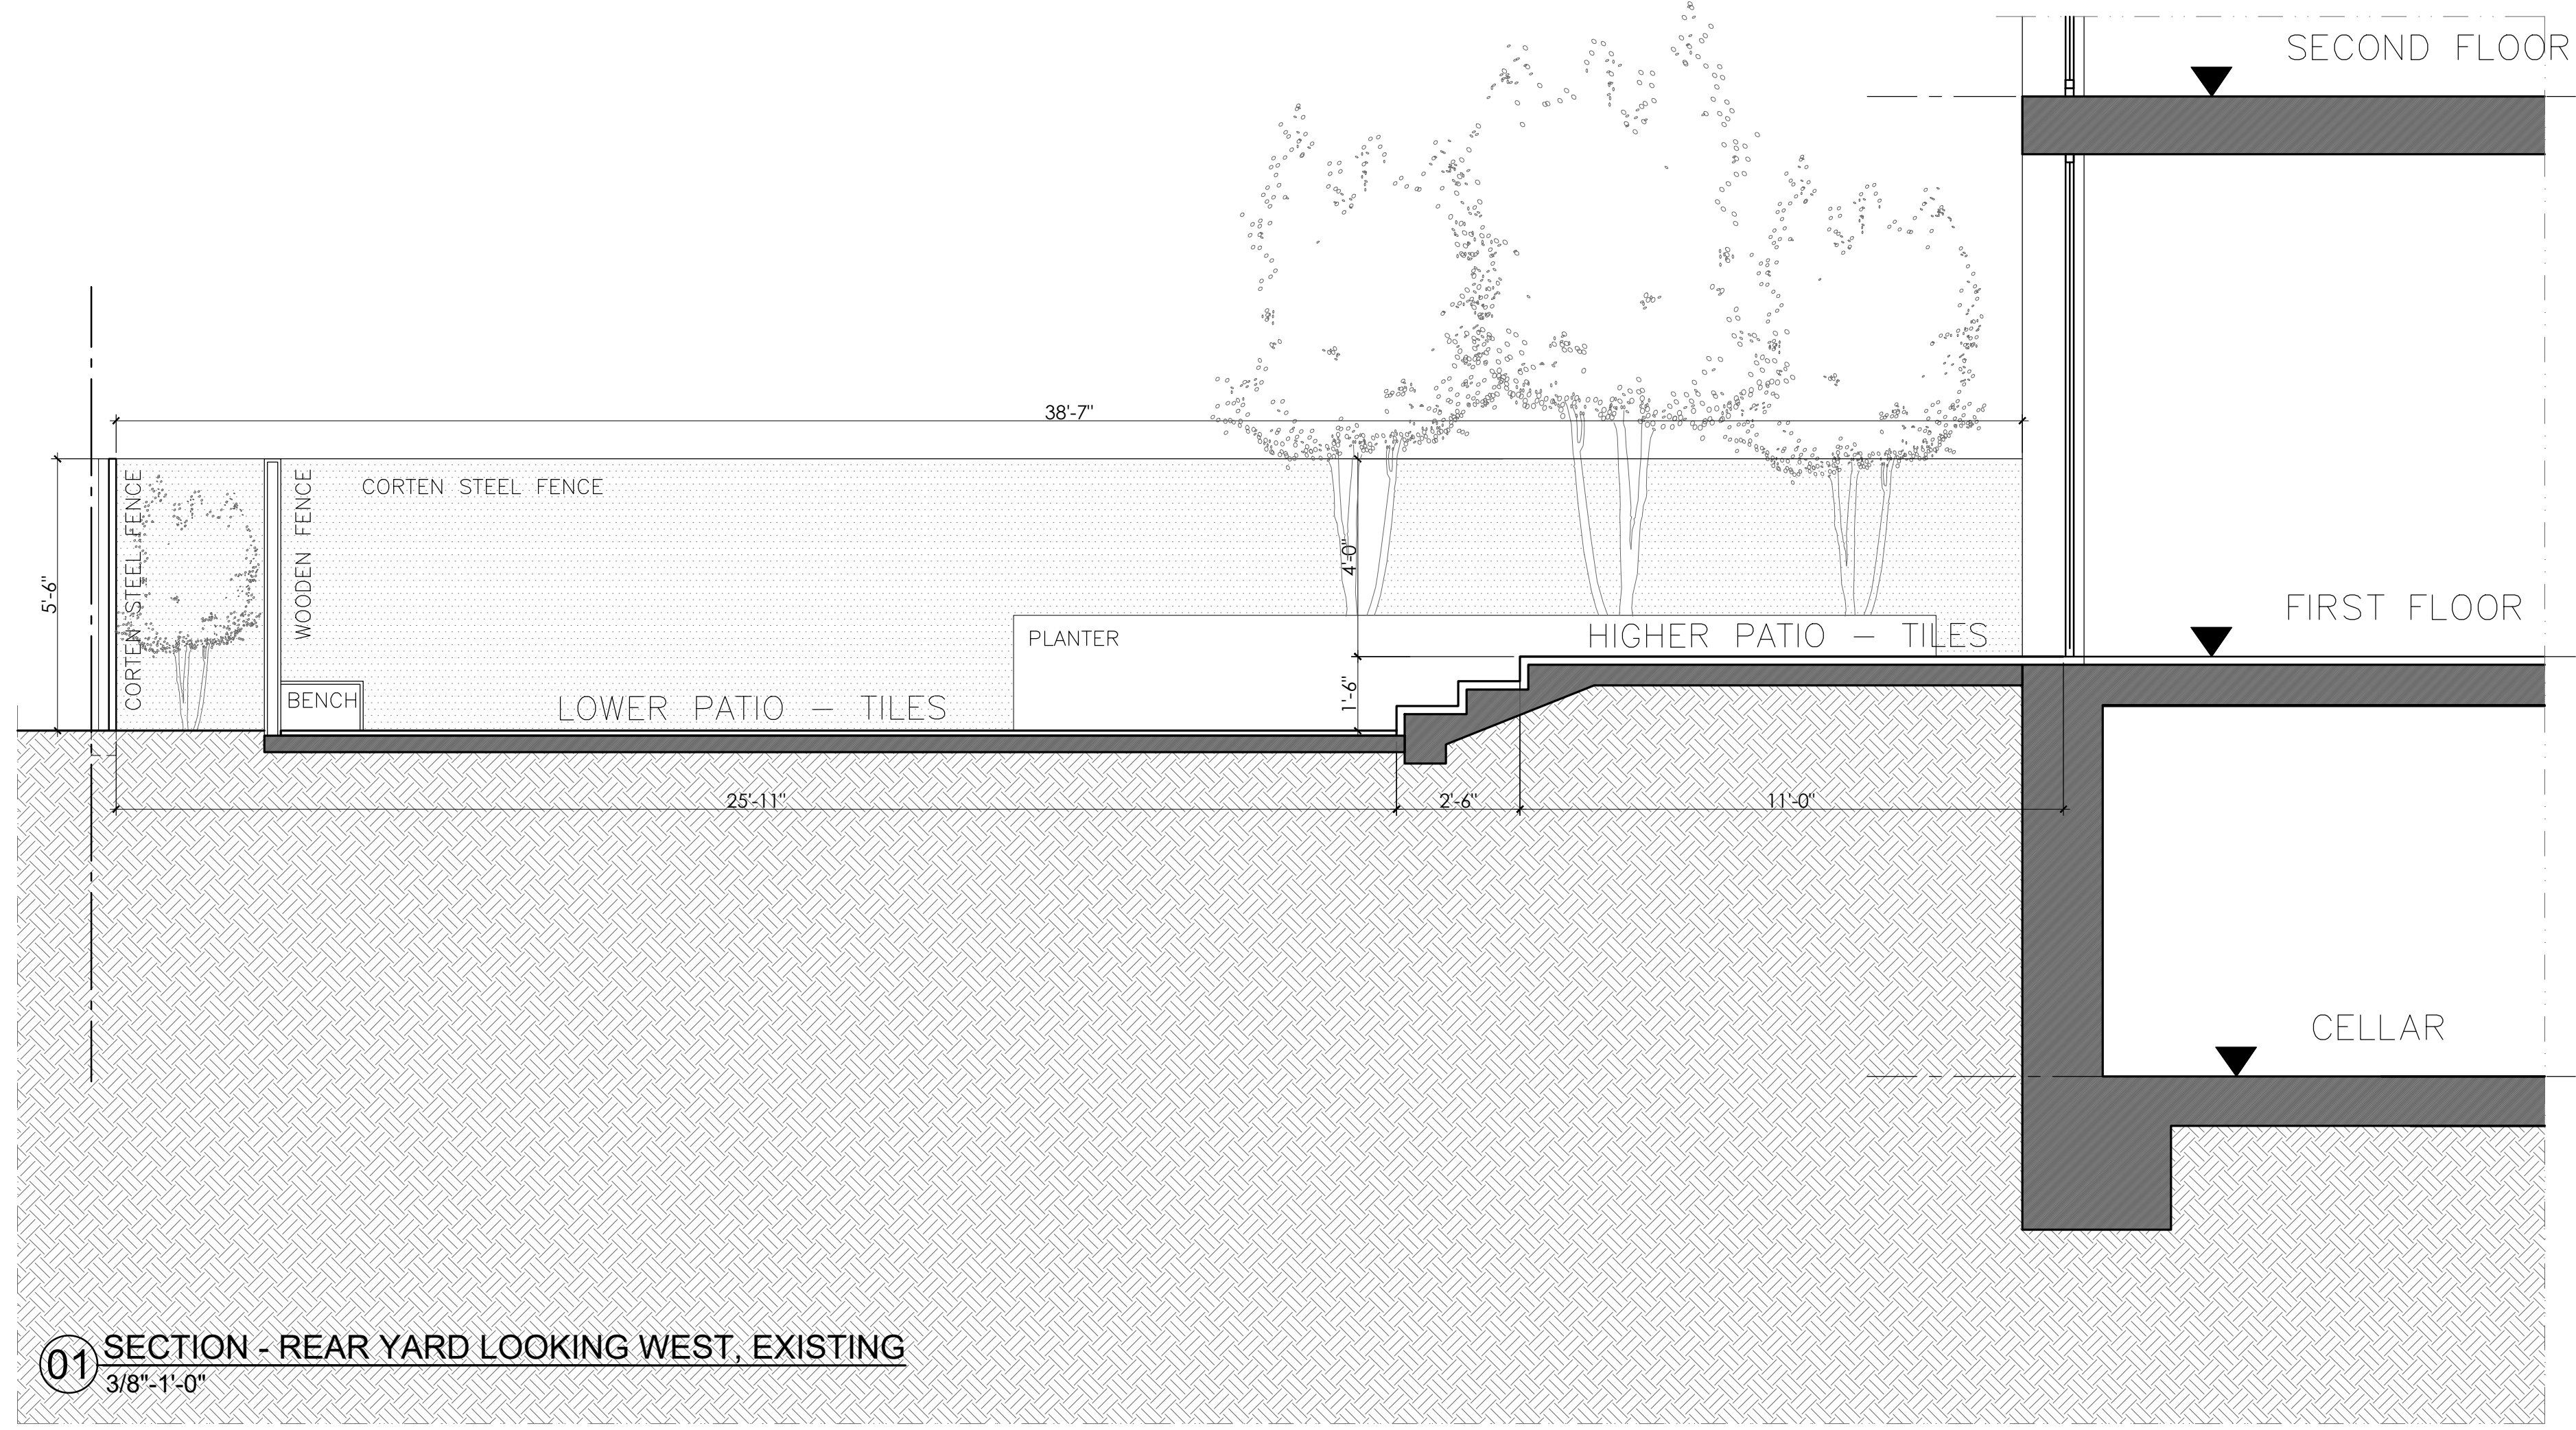 SECOND FLOOR
38'-7"
CORTEN STEEL FENCE
WOODEN FENCE
CORTEN STEEL FENCE
5'-6"
4'-0"
FIRST FLOOR
PLANTER
HIGHER PATIO - TILES
BENCH
LOWER PATIO - TILES
1'-6"
25'-11"
2'-6"
11'-0"
CELLAR
01
SECTION - REAR YARD LOOKING WEST, EXISTING
3/8"-1'-0"